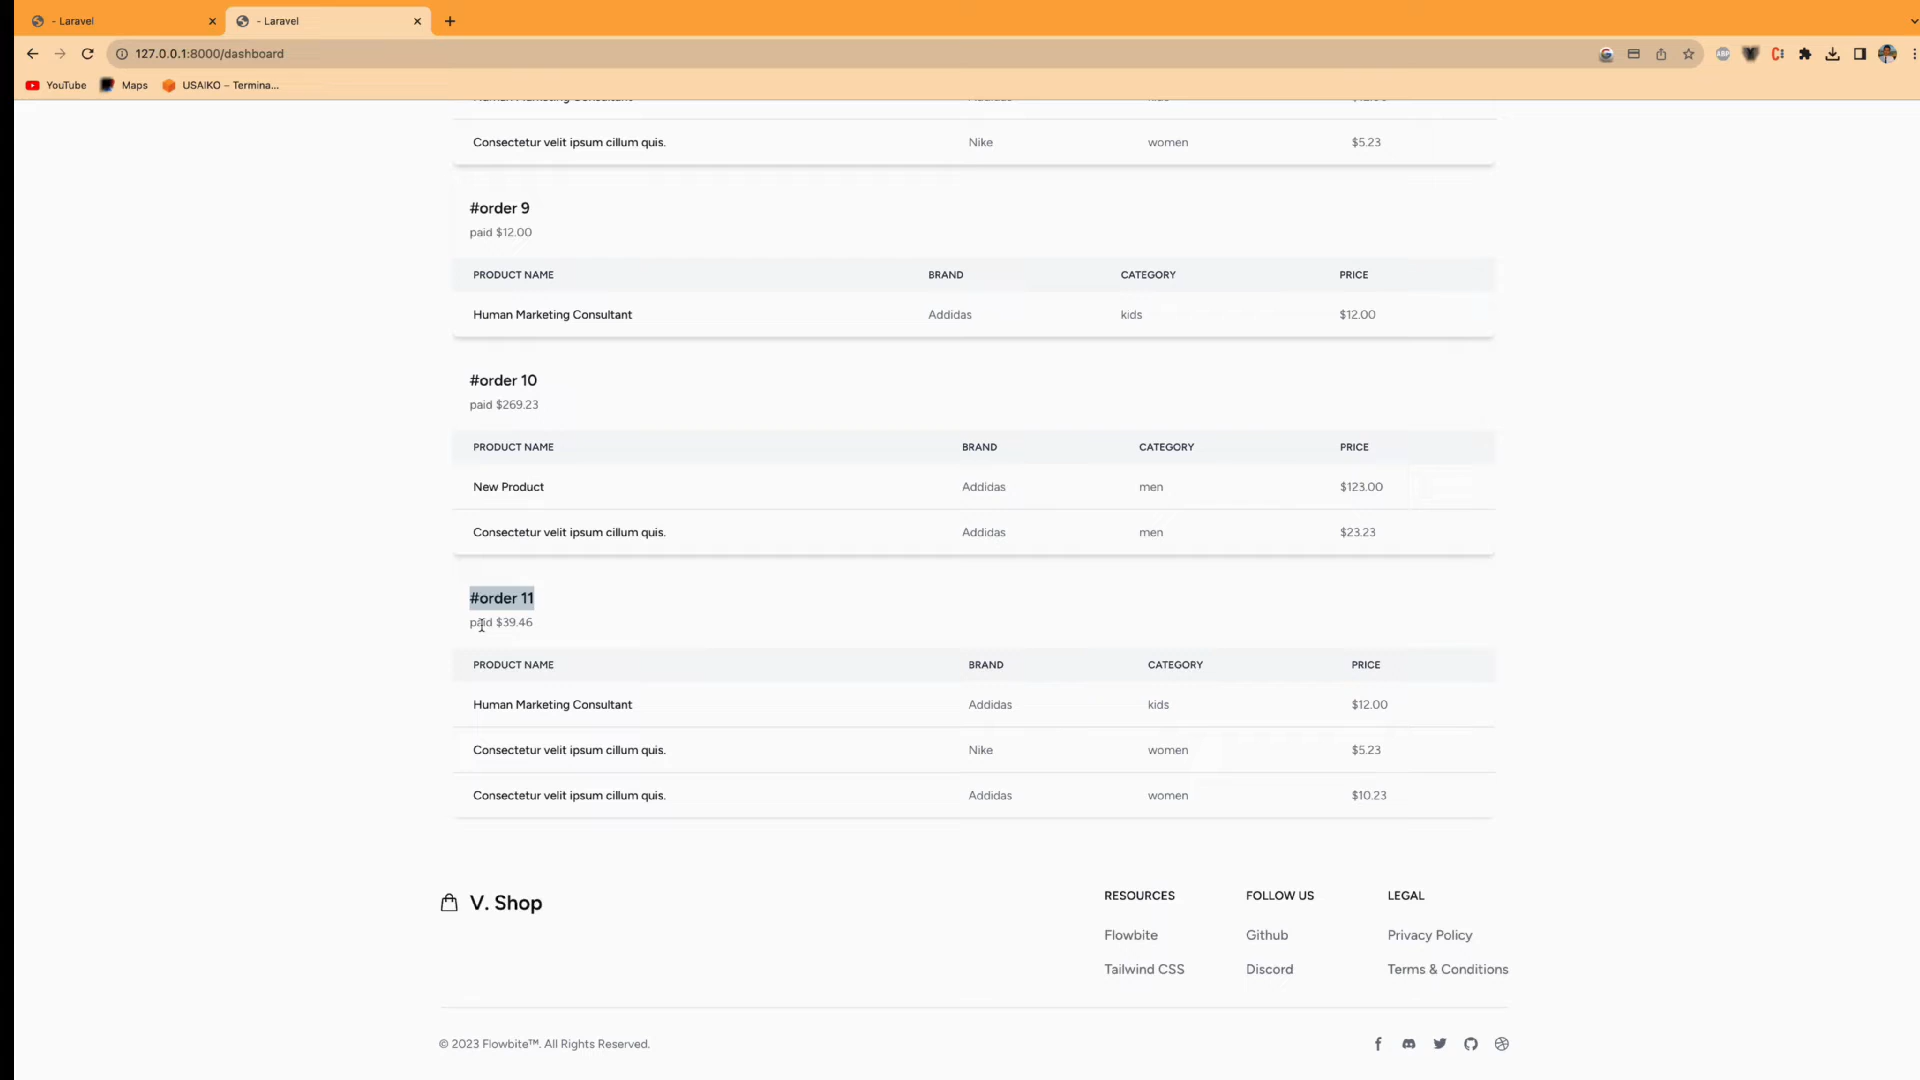 - Laravel
- Laravel
127.0.0.1:8000/dashboard
YouTube Maps USAIKO – Termina...
Consectetur velit ipsum cillum quis. Nike women $5.23
#order 9
paid $12.00
PRODUCT NAME BRAND CATEGORY PRICE
Human Marketing Consultant Addidas kids $12.00
#order 10
paid $269.23
PRODUCT NAME BRAND CATEGORY PRICE
New Product Addidas men $123.00
Consectetur velit ipsum cillum quis. Addidas men $23.23
#order 11
paid $39.46
PRODUCT NAME BRAND CATEGORY PRICE
Human Marketing Consultant Addidas kids $12.00
Consectetur velit ipsum cillum quis. Nike women $5.23
Consectetur velit ipsum cillum quis. Addidas women $10.23
V. Shop
RESOURCES FOLLOW US LEGAL
Flowbite Github Privacy Policy
Tailwind CSS Discord Terms & Conditions
© 2023 Flowbite™. All Rights Reserved.